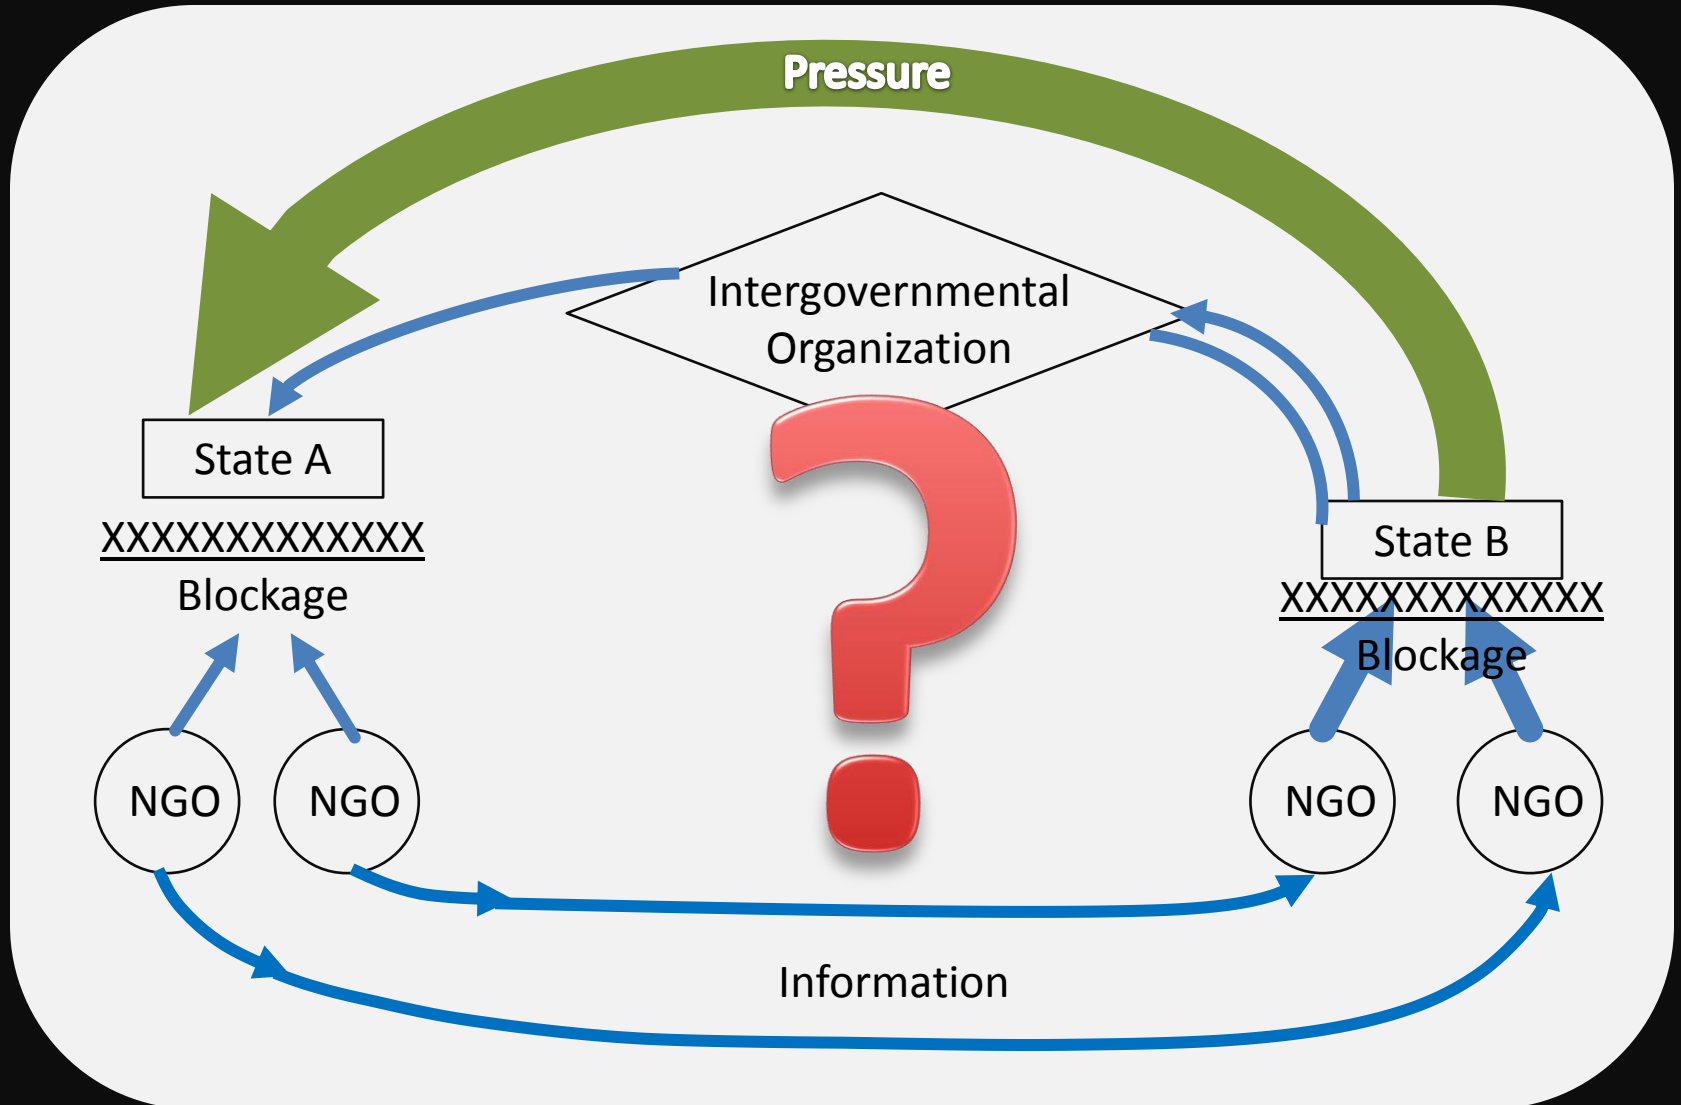 Pressure
Intergovernmental
Organization
State A
XXXXXXXXXXXXX
Blockage
State B
XXXXXXXXXXXXX
Blockage
NGO
NGO
NGO
NGO
Information
?